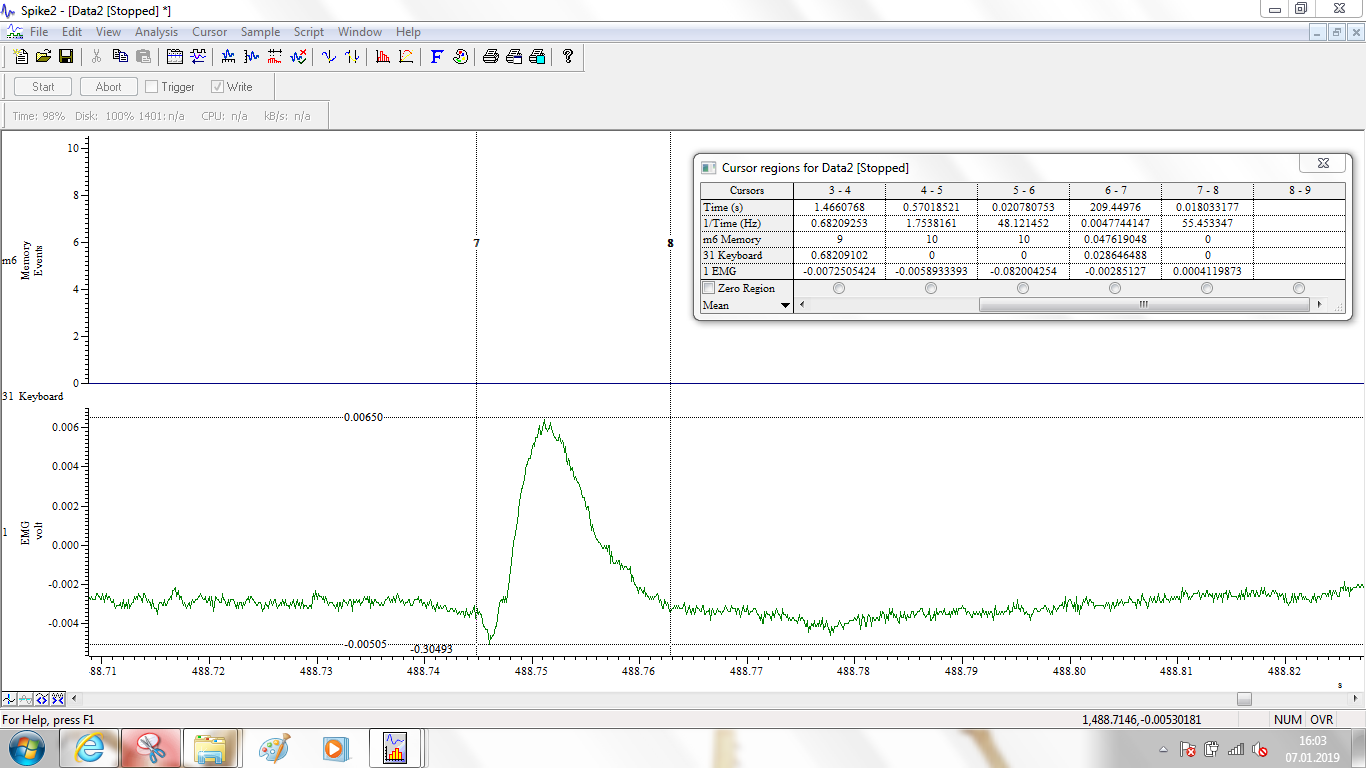 Spike2 - [Data2 [Stopped] *]
File Edit View Analysis Cursor Sample Script Window Help
Start Abort Trigger Write
Time: 98% Disk: 100% 1401: n/a CPU: n/a kB/s: n/a
Cursor regions for Data2 [Stopped]
Cursors 3 - 4 4 - 5 5 - 6 6 - 7 7 - 8 8 - 9
Time (s) 1.4660768 0.57018521 0.020780753 209.44976 0.018033177
1/Time (Hz) 0.68209253 1.7538161 48.121452 0.0047744147 55.453347
m6 Memory 9 10 10 0.047619048 0
31 Keyboard 0.68209102 0 0 0.028646488 0
1 EMG -0.0072505424 -0.0058933393 -0.082004254 -0.00285127 0.0004119873
Zero Region
Mean
10
8
6
4
2
0
m6
Memory
Events
7 8
31 Keyboard
0.00650
0.006
0.004
0.002
0.000
-0.002
-0.004
1
EMG
volt
-0.00505
-0.30493
88.71 488.72 488.73 488.74 488.75 488.76 488.77 488.78 488.79 488.80 488.81 488.82
s
For Help, press F1 1,488.7146,-0.00530181 NUM OVR
16:03
07.01.2019